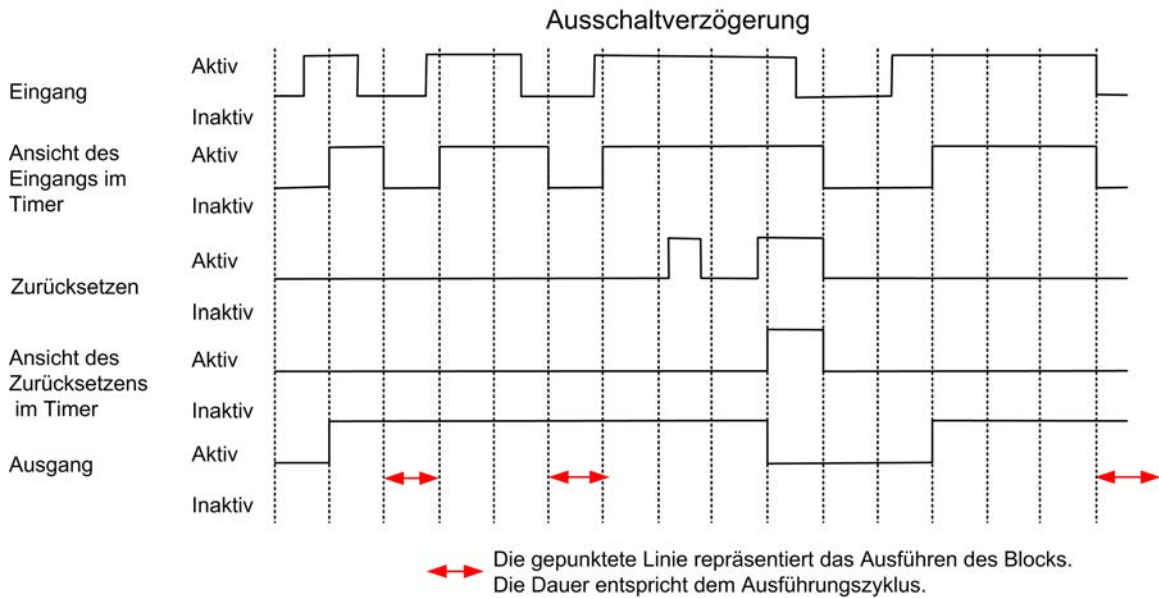 Ausschaltverzögerung
Aktiv
Eingang
Inaktiv
Ansicht des
Eingangs im
Timer
Aktiv
Inaktiv
Aktiv
Zurücksetzen
Inaktiv
Ansicht des
Zurücksetzens
im Timer
Aktiv
Inaktiv
Ausgang
Aktiv
Inaktiv
Die gepunktete Linie repräsentiert das Ausführen des Blocks.
Die Dauer entspricht dem Ausführungszyklus.